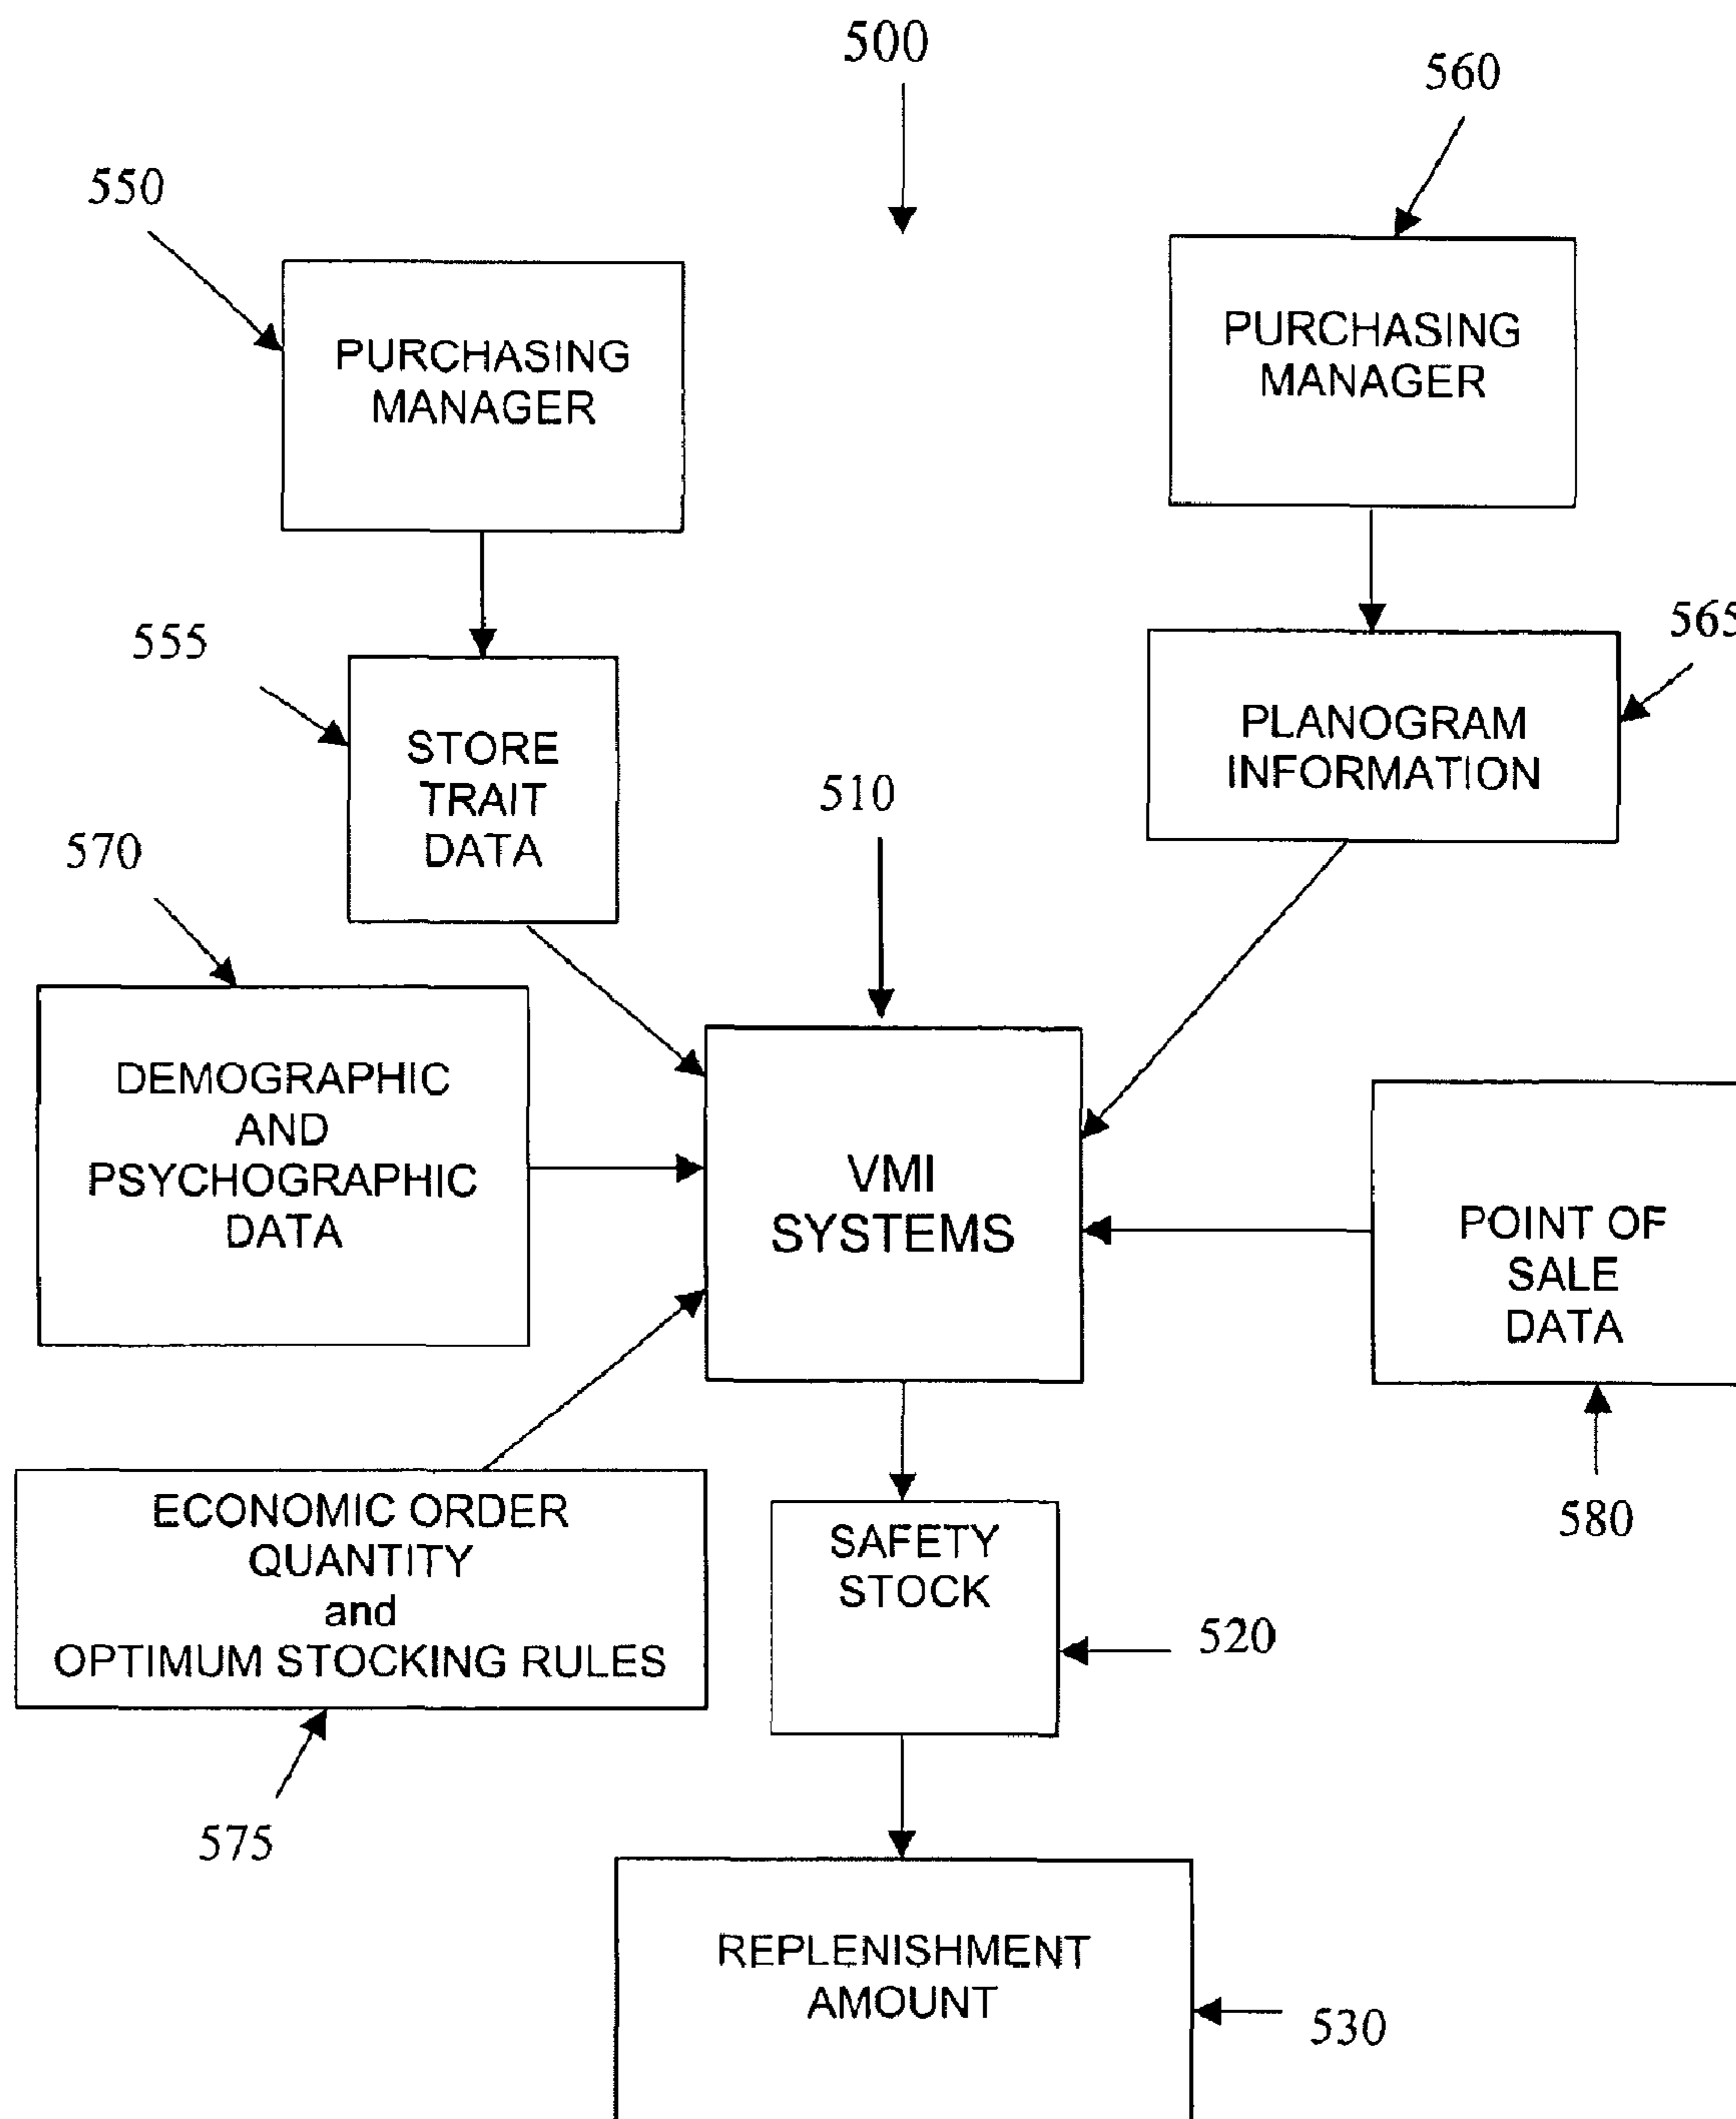 500
560
550
PURCHASING
MANAGER
PURCHASING
MANAGER
555
565
STORE
TRAIT
DATA
PLANOGRAM
INFORMATION
510
570
DEMOGRAPHIC
AND
PSYCHOGRAPHIC
DATA
VMI
SYSTEMS
POINT OF
SALE
DATA
580
ECONOMIC ORDER
QUANTITY
and
OPTIMUM STOCKING RULES
575
SAFETY
STOCK
520
REPLENISHMENT
AMOUNT
530